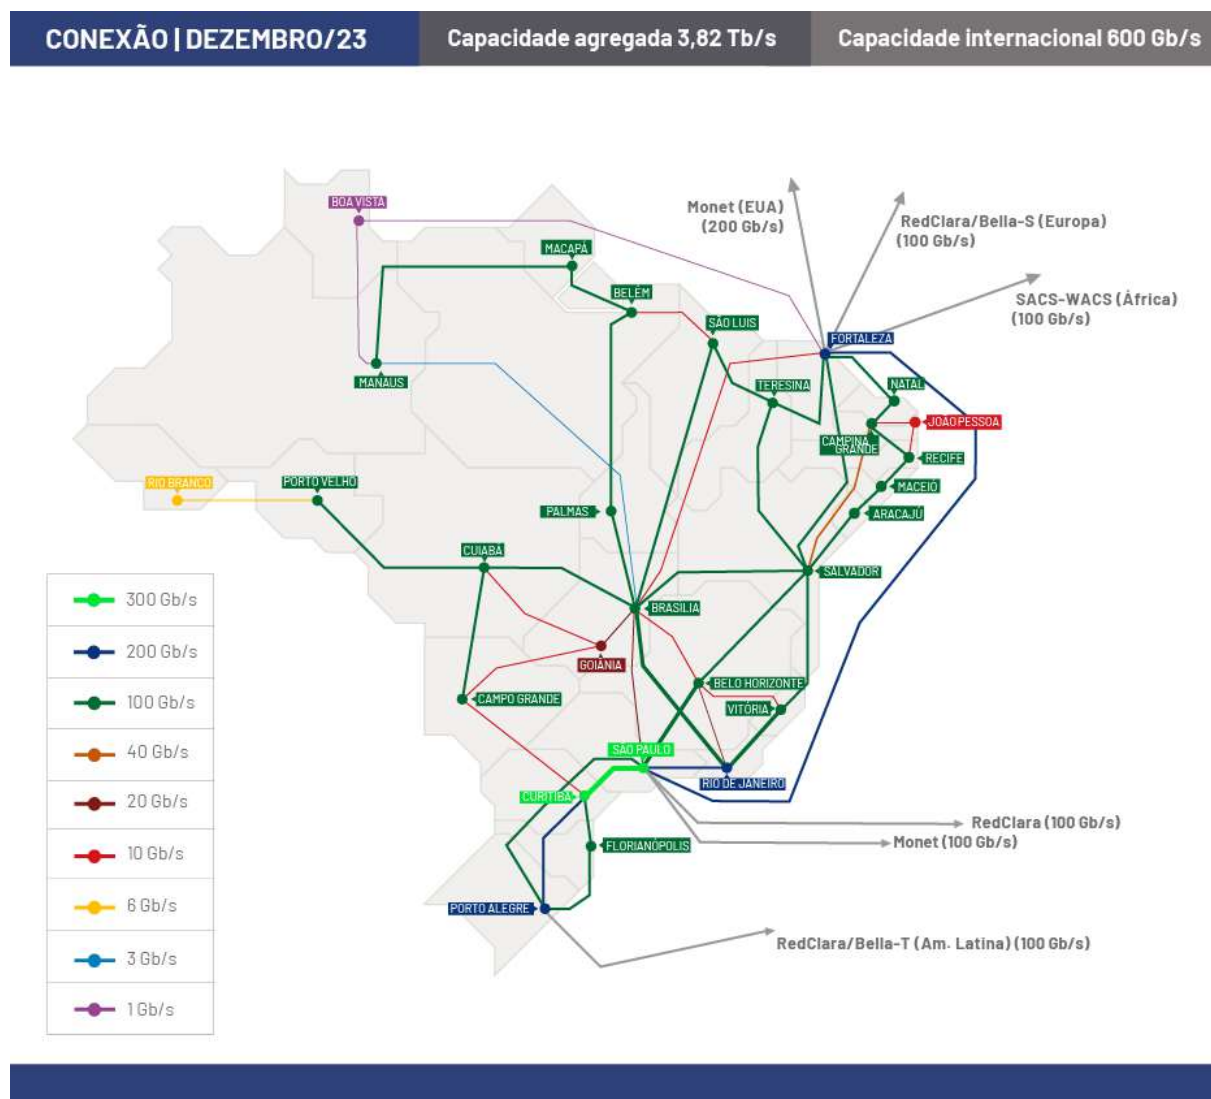 CONEXÃO | DEZEMBRO/23
Capacidade agregada 3,82 Tb/s
Capacidade internacional 600 Gb/s
BOA VISTA
Monet (EUA)
(200 Gb/s)
RedClara/Bella-S (Europa)
(100 Gb/s)
MACAPÁ
SACS-WACS (África)
(100 Gb/s)
BELÉM
SÃO LUIS
FORTALEZA
MANAUS
TERESINA
NATAL
JOÃO PESSOA
CAMPINA
GRANDE
RECIFE
RIO BRANCO
PORTO VELHO
MACEIÓ
PALMAS
ARACAJÚ
CUIABÁ
SALVADOR
BRASÍLIA
GOIÂNIA
CAMPO GRANDE
BELO HORIZONTE
VITÓRIA
SÃO PAULO
RIO DE JANEIRO
CURITIBA
RedClara (100 Gb/s)
Monet (100 Gb/s)
FLORIANÓPOLIS
PORTO ALEGRE
RedClara/Bella-T (Am. Latina) (100 Gb/s)
300 Gb/s
200 Gb/s
100 Gb/s
40 Gb/s
20 Gb/s
10 Gb/s
6 Gb/s
3 Gb/s
1 Gb/s